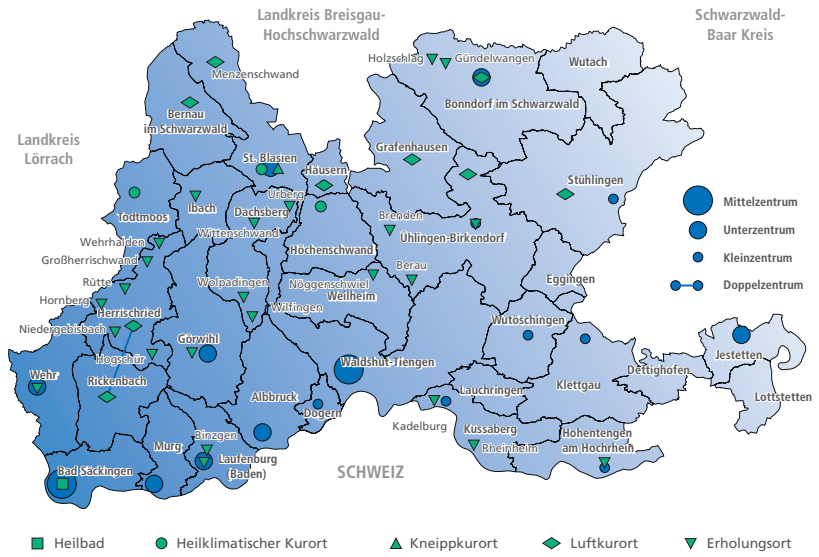 Landkreis Breisgau-
Hochschwarzwald
Schwarzwald-
Baar Kreis
Landkreis
Lörrach
Holzschlag
Gündelwangen
Wutach
Menzenschwand
Bonndorf im Schwarzwald
Bernau
im Schwarzwald
Grafenhausen
St. Blasien
Häusern
Stühlingen
Urberg
Todtmoos
Ibach
Dachsberg
Wittenschwand
Brenden
Wehrhalden
Höchenschwand
Ühlingen-Birkendorf
Großherrischwand
Berau
Eggingen
Rütte
Wolpadingen
Nöggenschwiel
Weilheim
Hornberg
Wilfingen
Herrischried
Niedergebisbach
Wutöschingen
Görwihl
Hogschür
Waldshut-Tiengen
Jestetten
Wehr
Rickenbach
Dettighofen
Klettgau
Lauchringen
Albbruck
Lottstetten
Dogern
Kadelburg
Kussaberg
Hohentengen
am Hochrhein
Murg
Binzgen
Rheinheim
Laufenburg
(Baden)
Bad Säckingen
SCHWEIZ
Mittelzentrum
Unterzentrum
Kleinzentrum
Doppelzentrum
Heilbad
Heilklimatischer Kurort
Kneippkurort
Luftkurort
Erholungsort